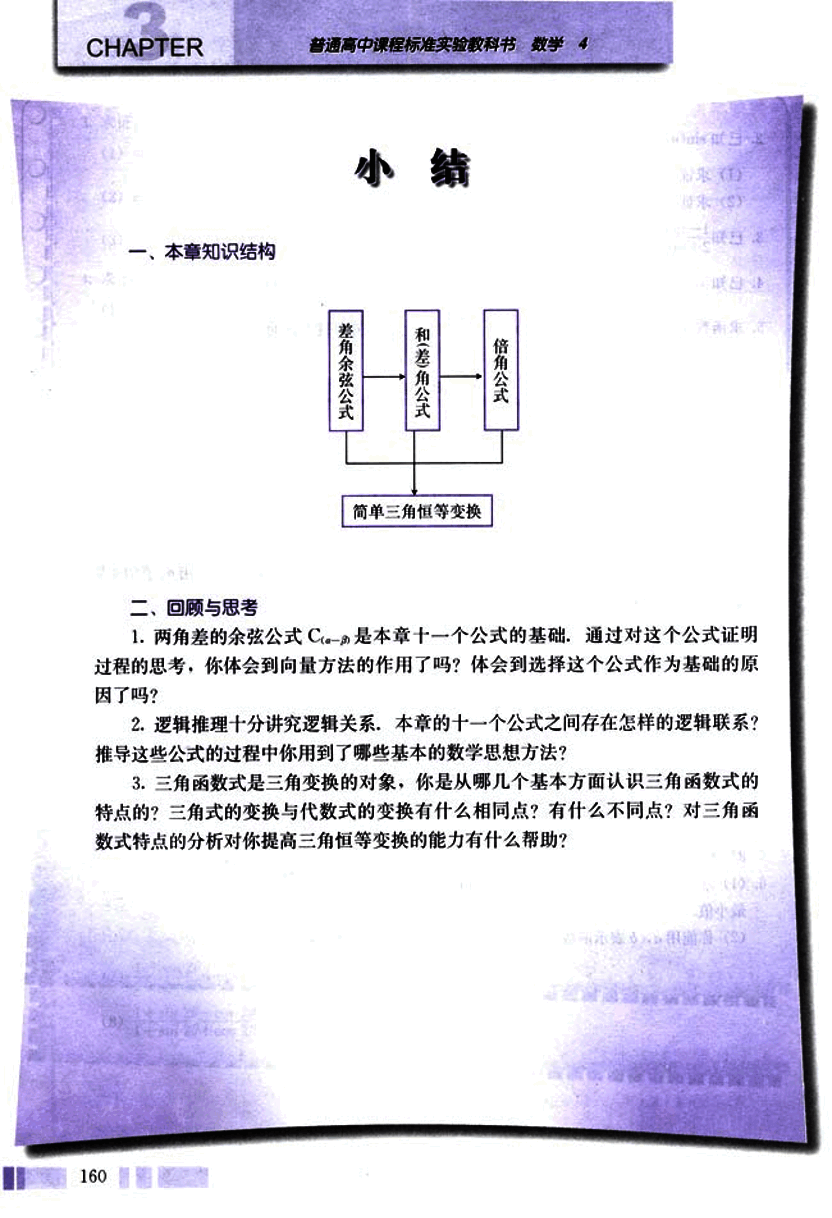 3
CHAPTER
普通高中课程标准实验教科书 数学 4
小 结
一、本章知识结构
差角余弦公式
和(差)角公式
倍角公式
简单三角恒等变换
二、回顾与思考
1. 两角差的余弦公式 C(α-β) 是本章十一个公式的基础. 通过对这个公式证明
过程的思考，你体会到向量方法的作用了吗？体会到选择这个公式作为基础的原
因了吗？
2. 逻辑推理十分讲究逻辑关系. 本章的十一个公式之间存在怎样的逻辑联系？
推导这些公式的过程中你用到了哪些基本的数学思想方法？
3. 三角函数式是三角变换的对象，你是从哪几个基本方面认识三角函数式的
特点的？三角式的变换与代数式的变换有什么相同点？有什么不同点？对三角函
数式特点的分析对你提高三角恒等变换的能力有什么帮助？
160